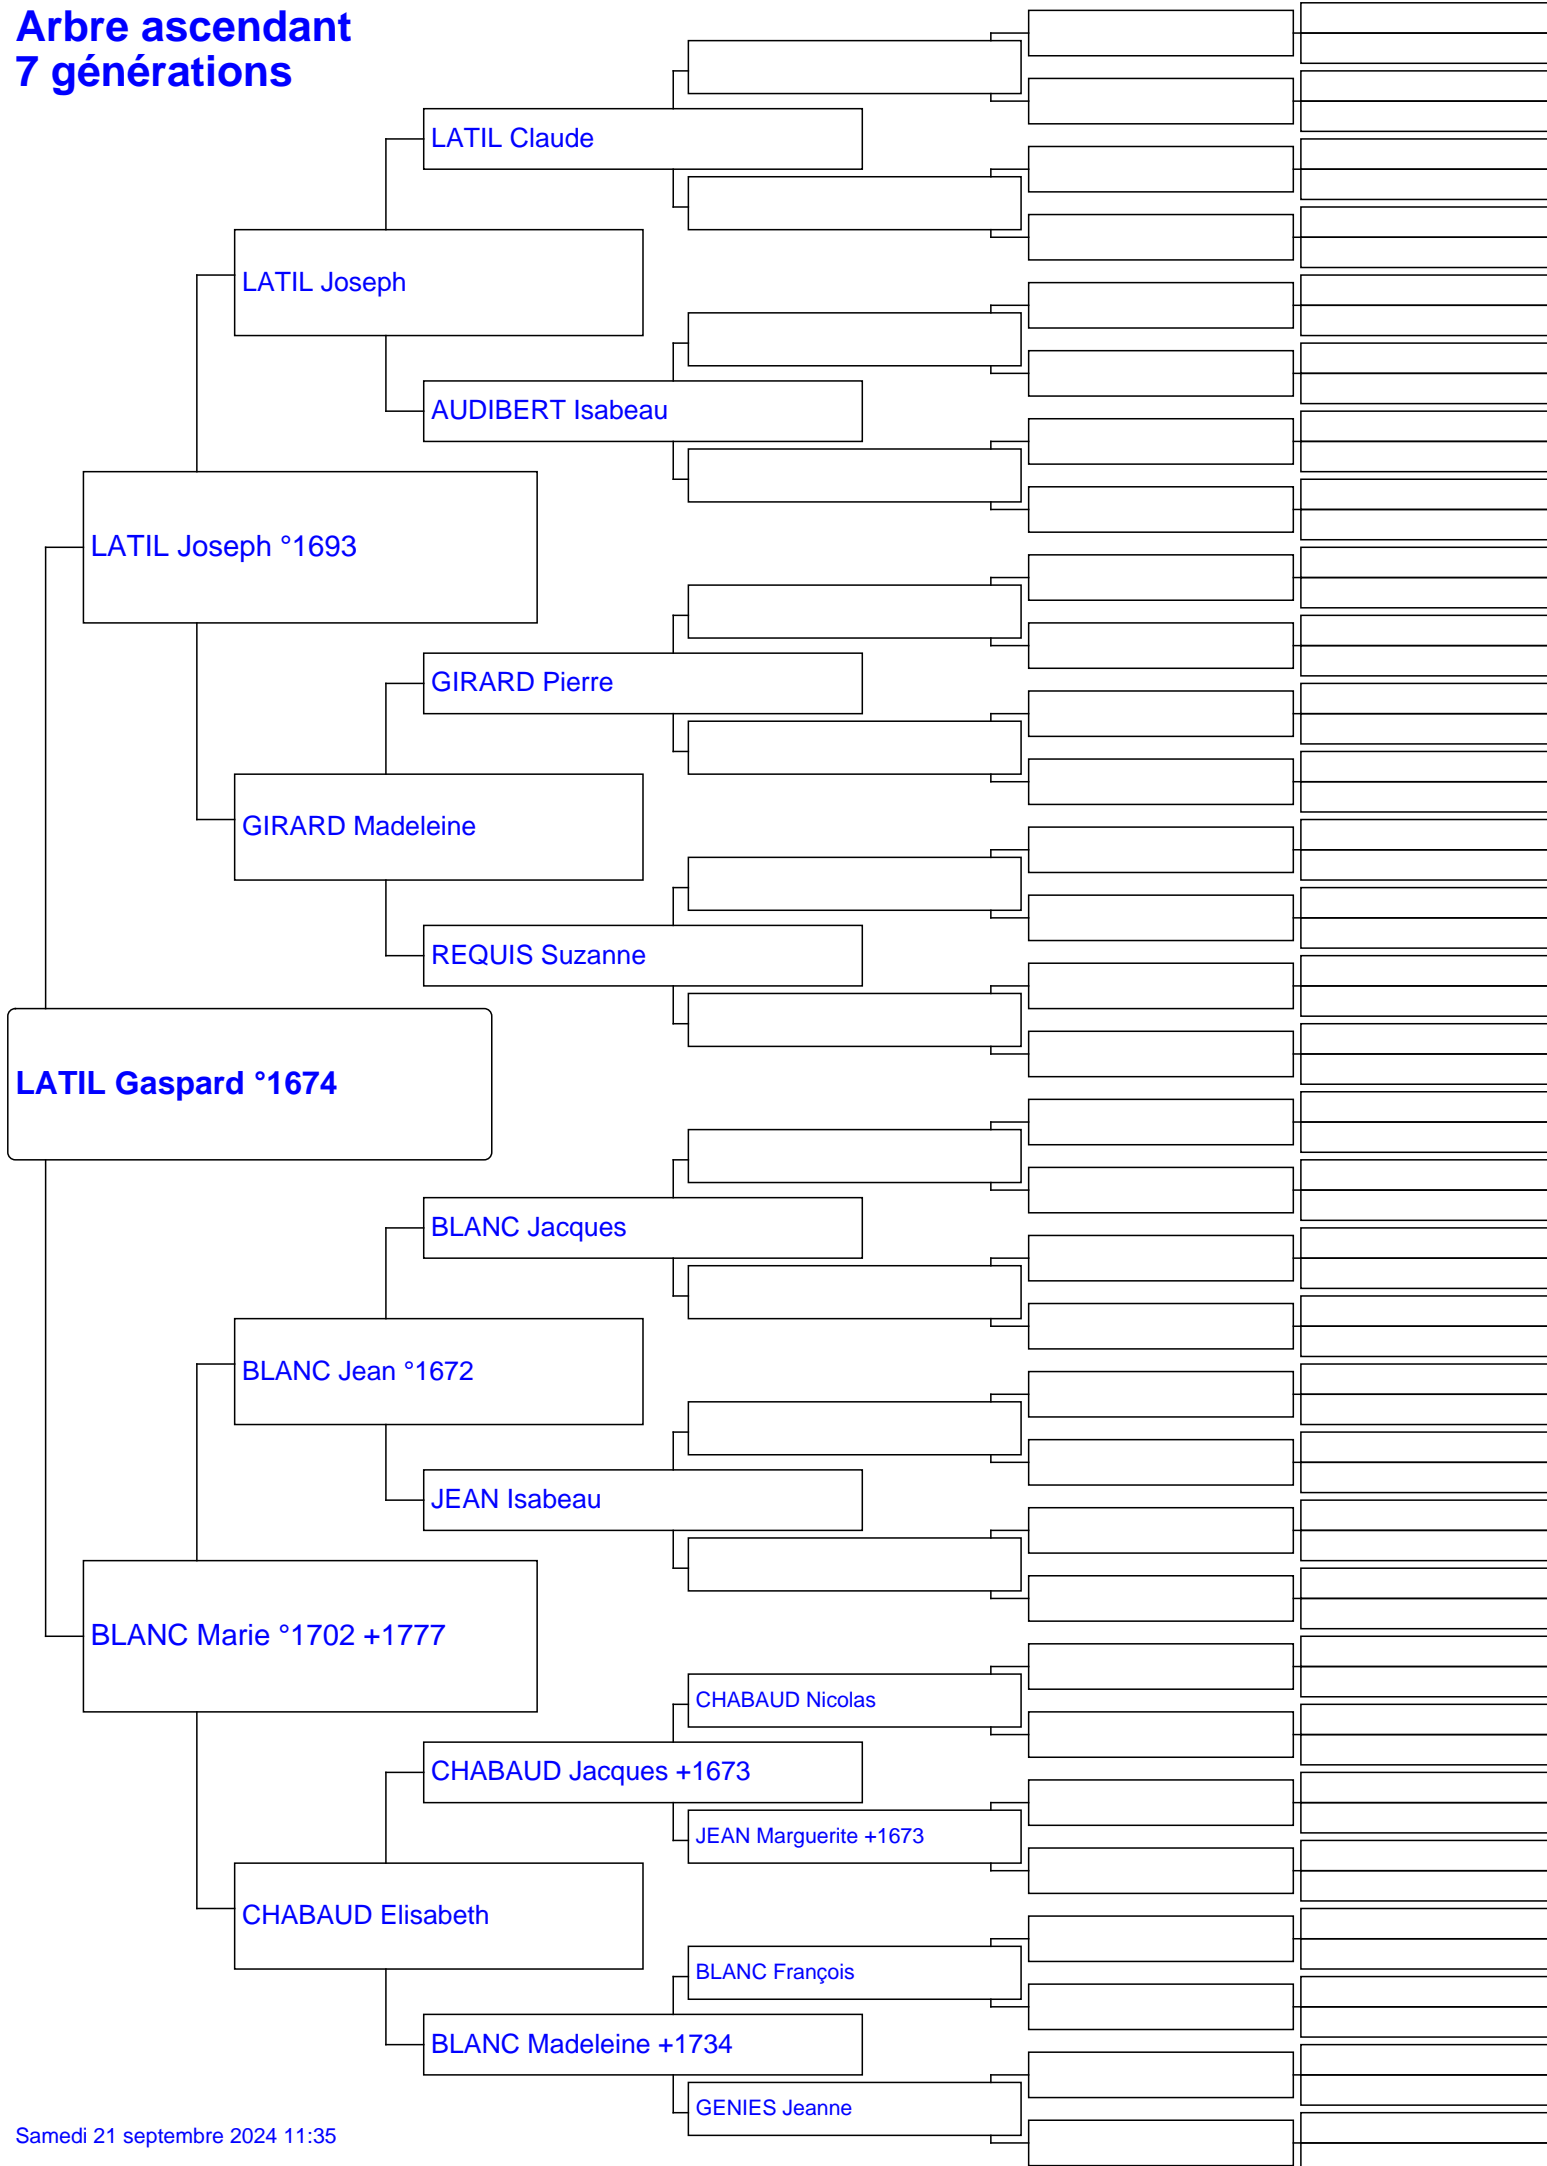 Arbre ascendant
7 générations
LATIL Claude
LATIL Joseph
AUDIBERT Isabeau
LATIL Joseph °1693
GIRARD Pierre
GIRARD Madeleine
REQUIS Suzanne
LATIL Gaspard °1674
BLANC Jacques
BLANC Jean °1672
JEAN Isabeau
BLANC Marie °1702 +1777
CHABAUD Nicolas
CHABAUD Jacques +1673
JEAN Marguerite +1673
CHABAUD Elisabeth
BLANC François
BLANC Madeleine +1734
GENIES Jeanne
Samedi 21 septembre 2024 11:35